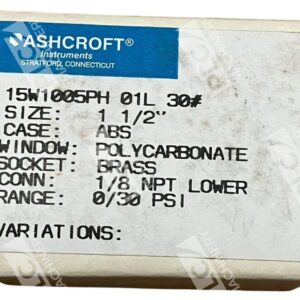 ASHCROFT®
Instruments
STRATFORD, CONNECTICUT
15W1005PH 01L 30#
SIZE: 1 1/2"
CASE: ABS
WINDOW: POLYCARBONATE
SOCKET: BRASS
CONN: 1/8 NPT LOWER
RANGE: 0/30 PSI
VARIATIONS: